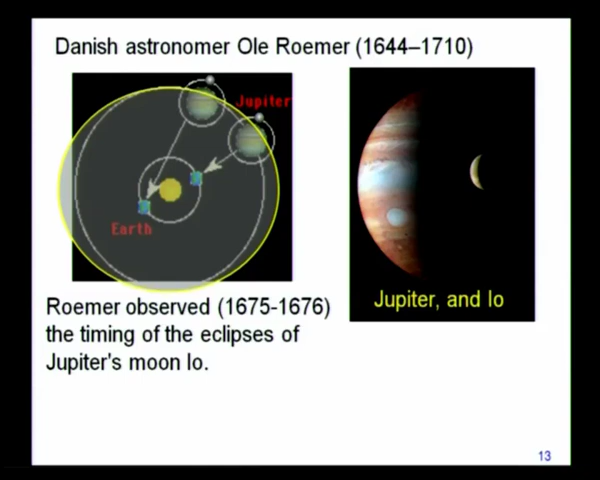 Danish astronomer Ole Roemer (1644–1710)
Jupiter
Earth
Jupiter, and Io
Roemer observed (1675-1676)
the timing of the eclipses of
Jupiter's moon Io.
13